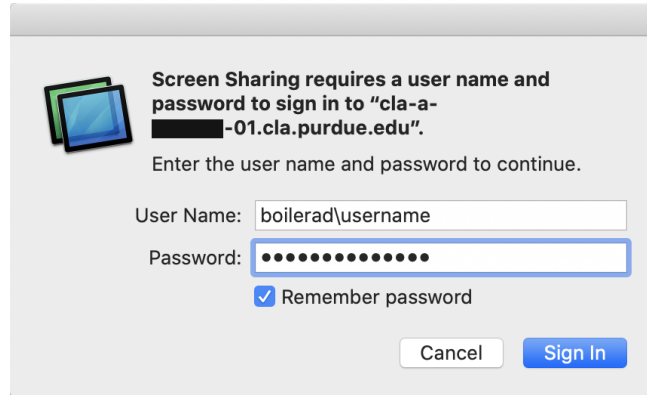 Screen Sharing requires a user name and
password to sign in to “cla-a-
-01.cla.purdue.edu”.
Enter the user name and password to continue.
User Name: boilerad\username
Password: ●●●●●●●●●●●●●●
Remember password
Cancel Sign In